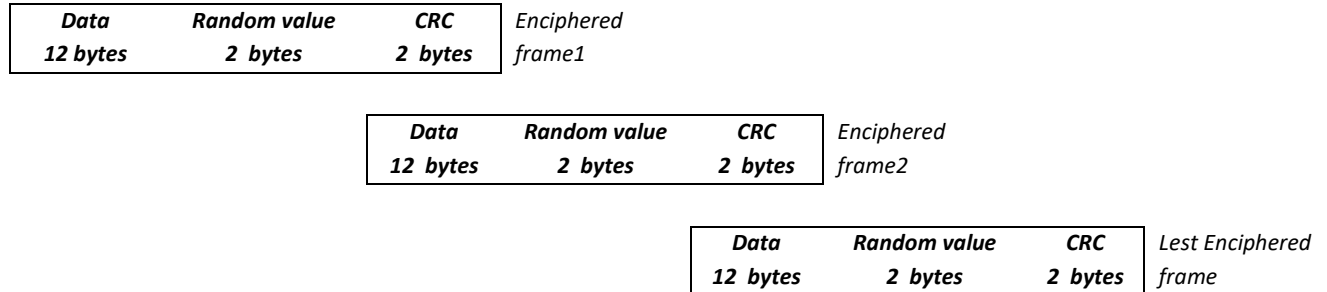 Data Random value CRC Enciphered
12 bytes 2 bytes 2 bytes frame1
Data Random value CRC Enciphered
12 bytes 2 bytes 2 bytes frame2
Data Random value CRC Lest Enciphered
12 bytes 2 bytes 2 bytes frame